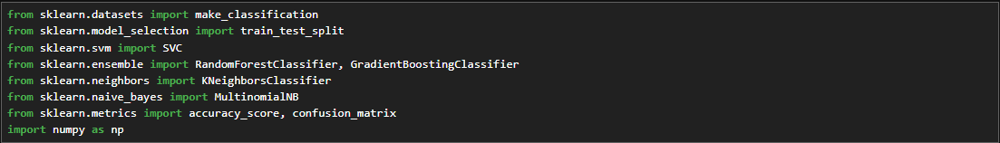 from sklearn.datasets import make_classification
from sklearn.model_selection import train_test_split
from sklearn.svm import SVC
from sklearn.ensemble import RandomForestClassifier, GradientBoostingClassifier
from sklearn.neighbors import KNeighborsClassifier
from sklearn.naive_bayes import MultinomialNB
from sklearn.metrics import accuracy_score, confusion_matrix
import numpy as np